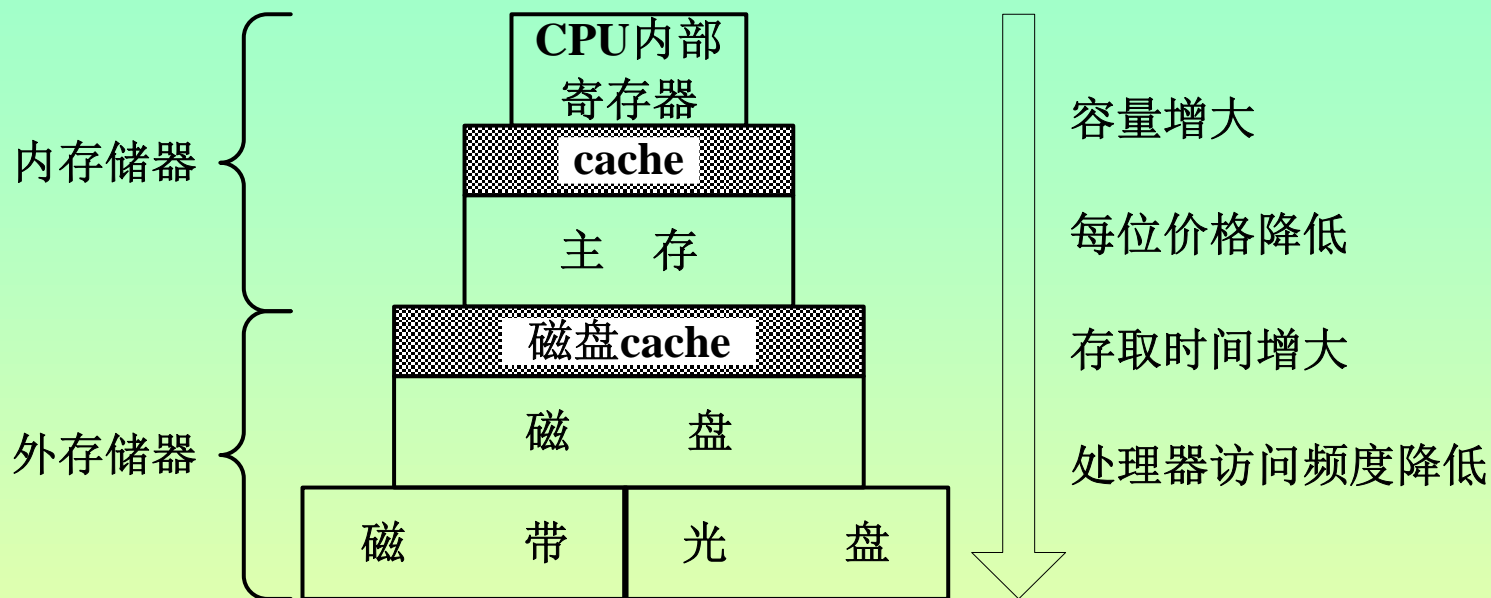 CPU内部
寄存器
cache
主 存
磁盘cache
磁 盘
磁 带
光 盘
内存储器
外存储器
容量增大
每位价格降低
存取时间增大
处理器访问频度降低